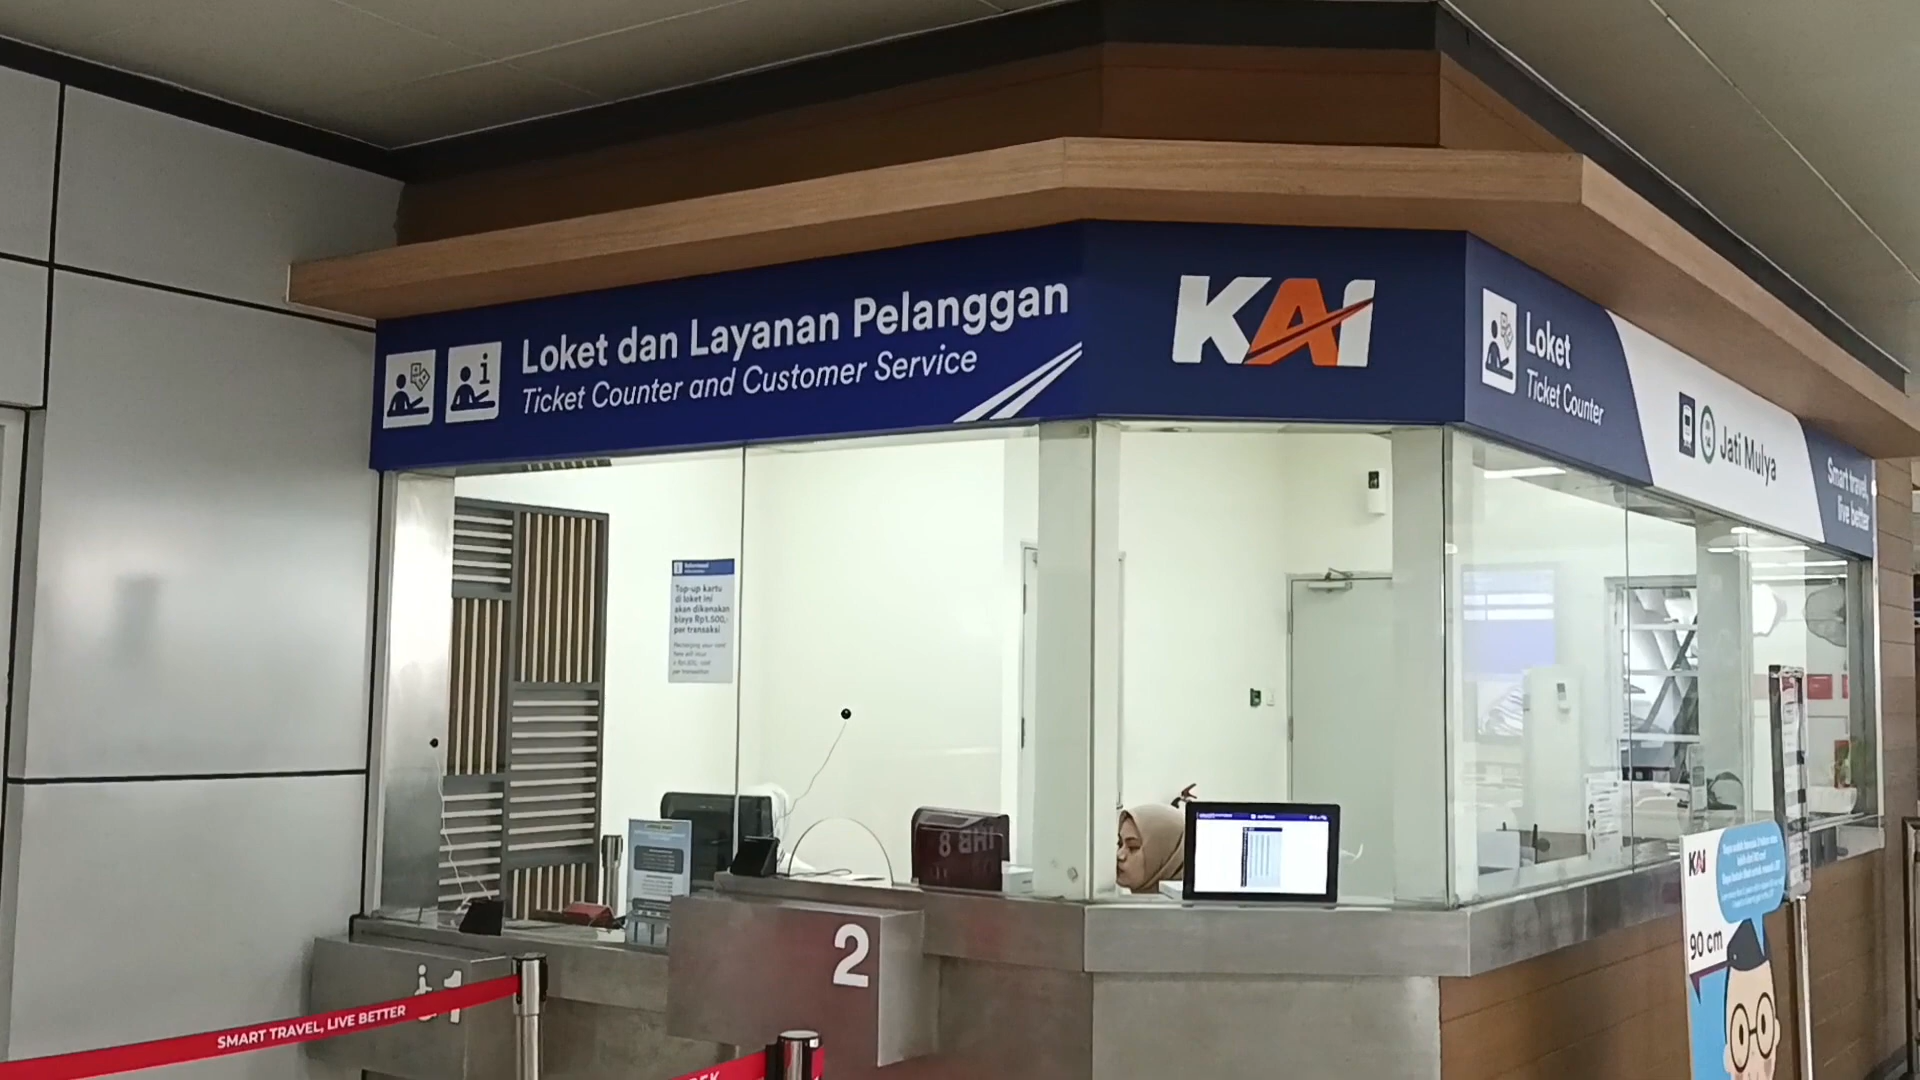 Loket dan Layanan Pelanggan
Ticket Counter and Customer Service
KAI
Loket
Ticket Counter
Jati Mulya
Smart travel,
live better
Top-up kartu
di loket ini
akan dikenakan
biaya Rp1.500,-
per transaksi
2
i 1
SMART TRAVEL, LIVE BETTER
KAI
90 cm